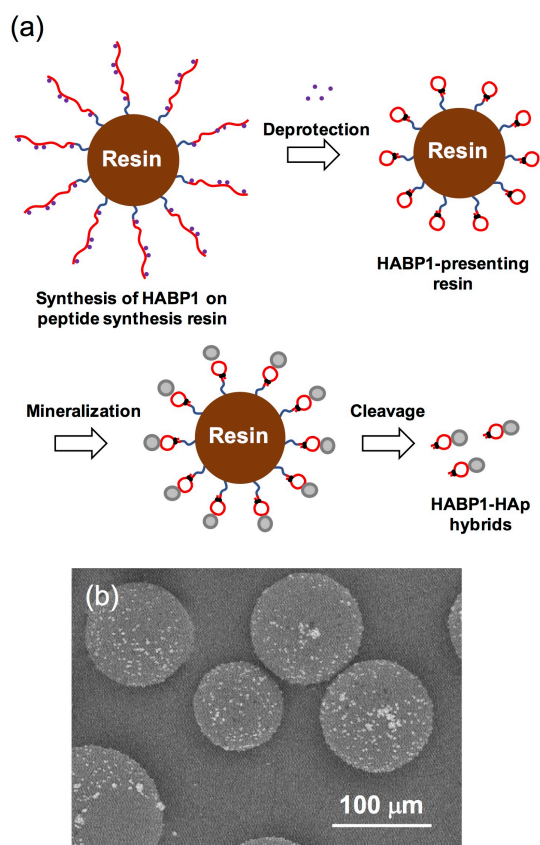 (a)
Resin
Deprotection
Resin
Synthesis of HABP1 on
peptide synthesis resin
HABP1-presenting
resin
Mineralization
Resin
Cleavage
HABP1-HAp
hybrids
(b)
100 μm